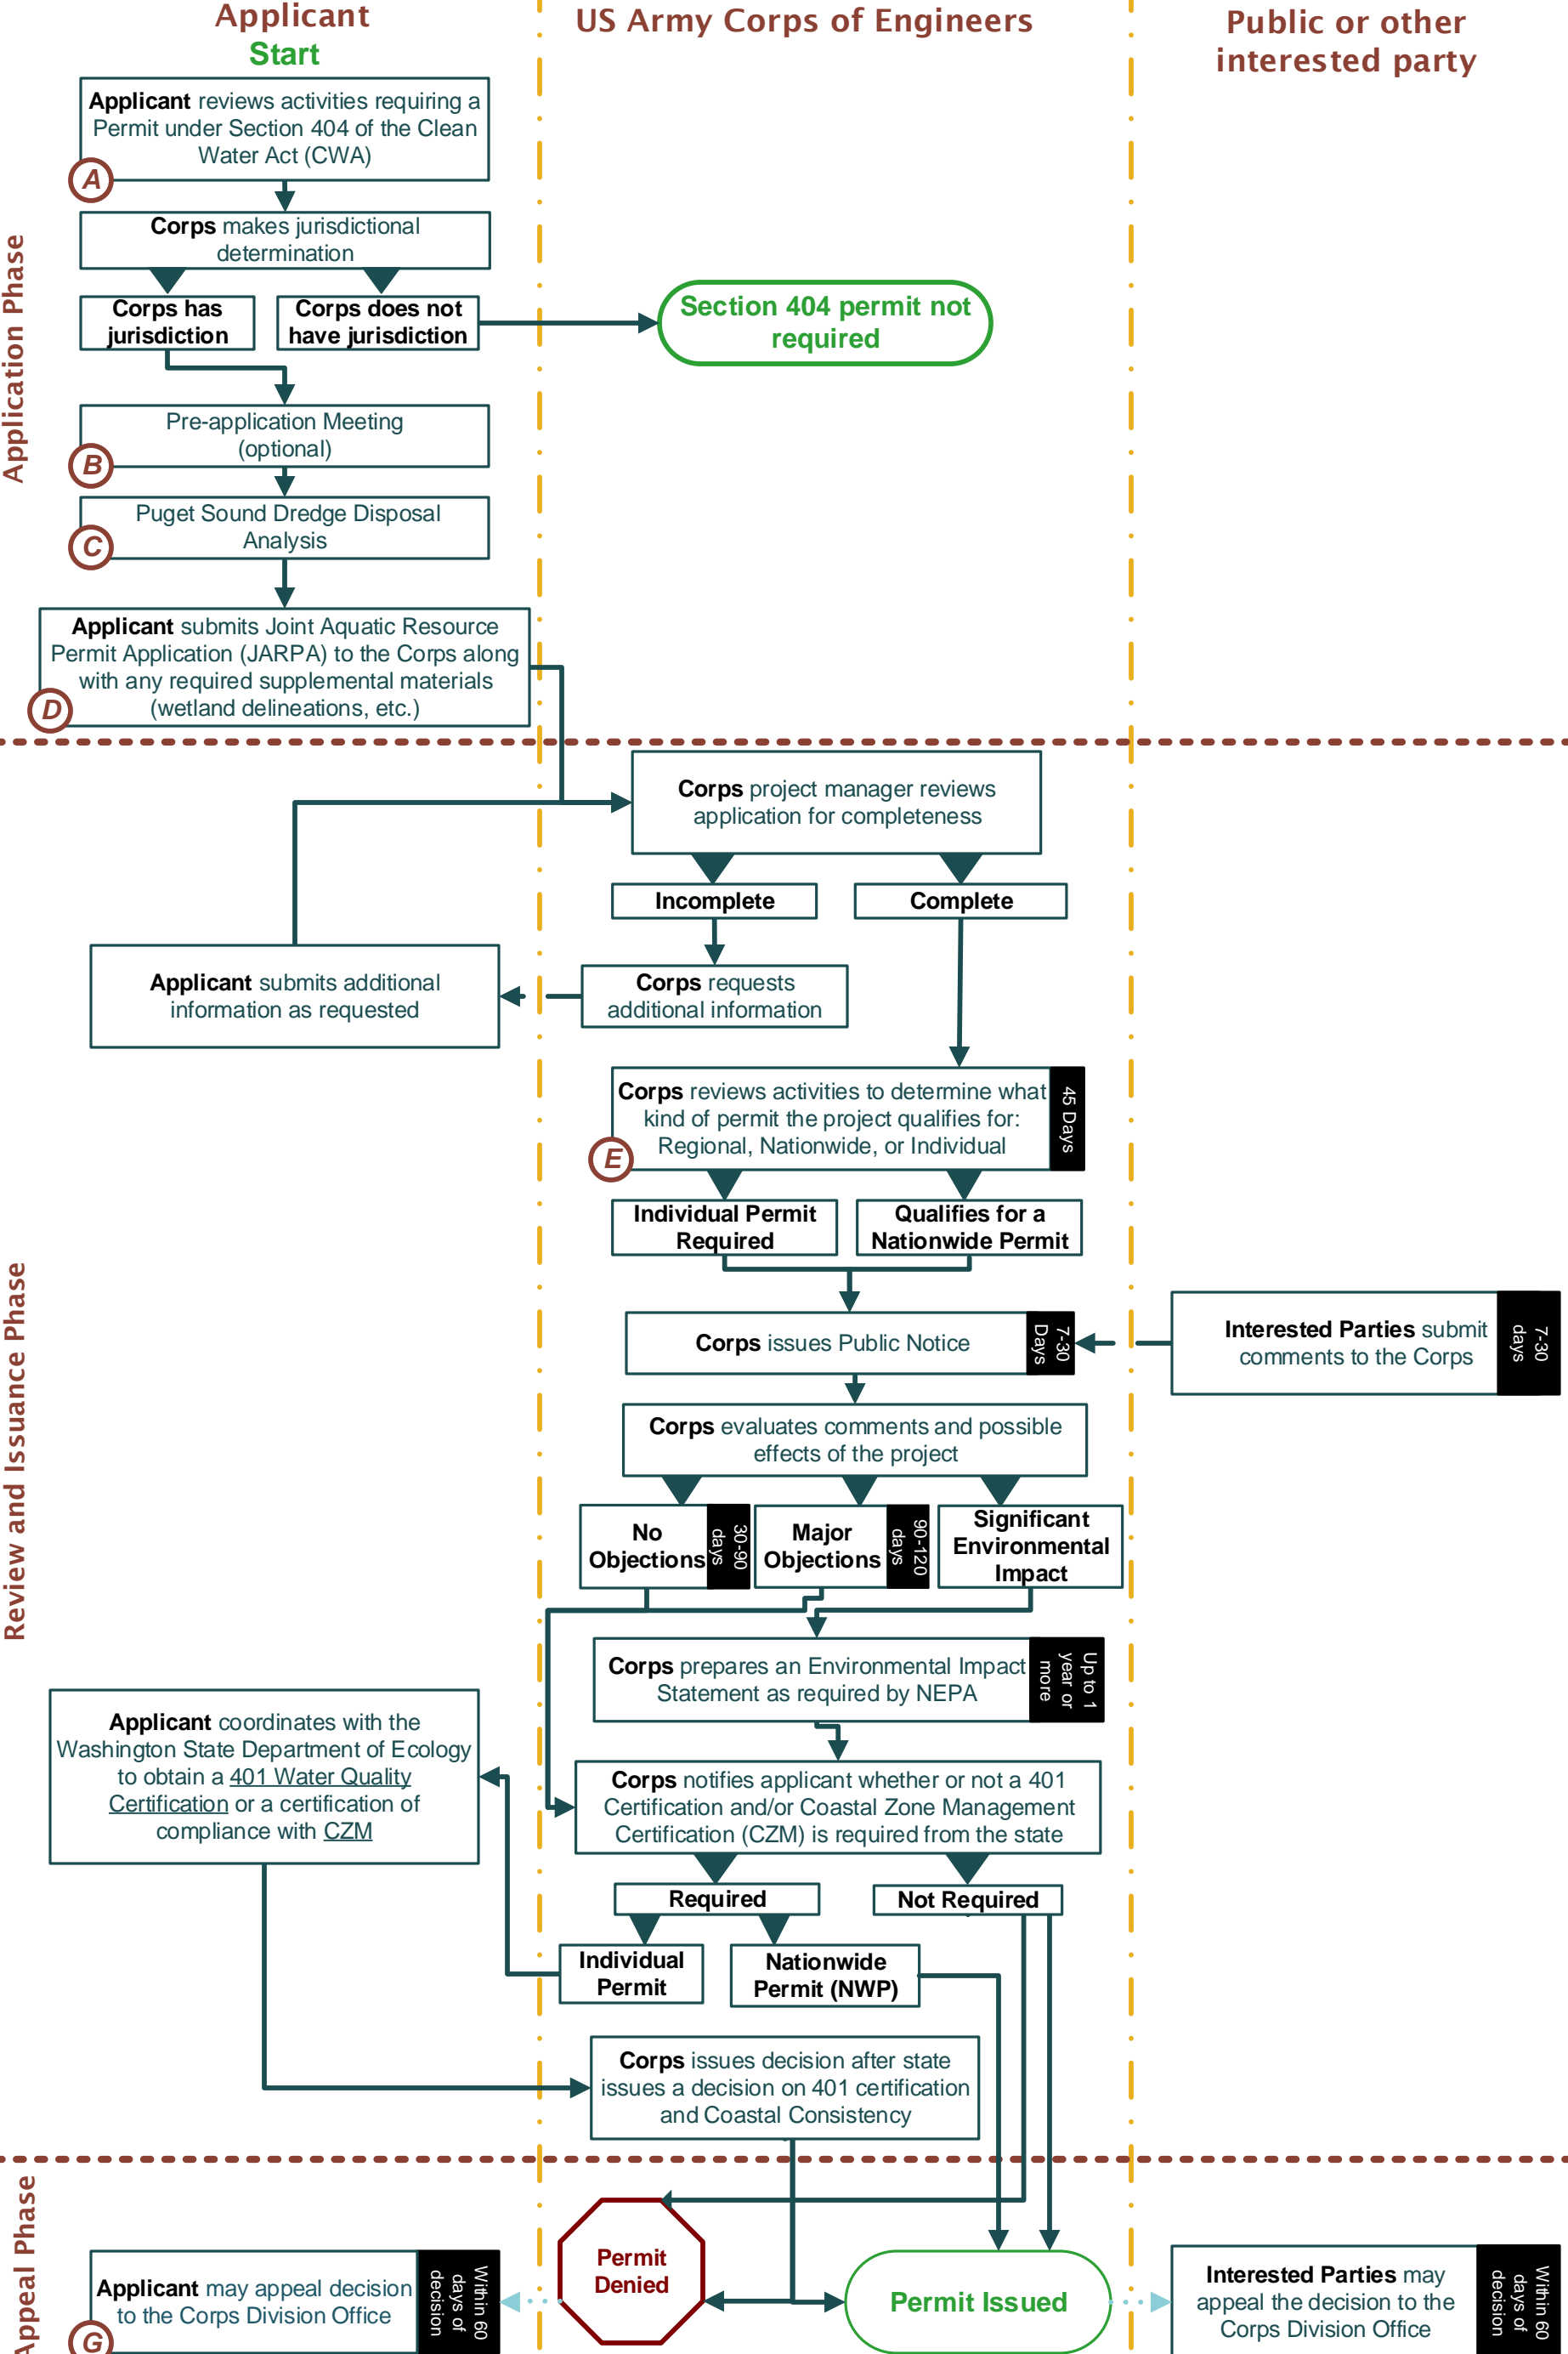 Applicant
US Army Corps of Engineers
Public or other
interested party
Start
Application Phase
Applicant reviews activities requiring a
Permit under Section 404 of the Clean
Water Act (CWA)
A
Corps makes jurisdictional
determination
Corps has
jurisdiction
Corps does not
have jurisdiction
Section 404 permit not
required
Pre-application Meeting
(optional)
B
Puget Sound Dredge Disposal
Analysis
C
Applicant submits Joint Aquatic Resource
Permit Application (JARPA) to the Corps along
with any required supplemental materials
(wetland delineations, etc.)
D
Review and Issuance Phase
Corps project manager reviews
application for completeness
Incomplete
Complete
Applicant submits additional
information as requested
Corps requests
additional information
Corps reviews activities to determine what
kind of permit the project qualifies for:
Regional, Nationwide, or Individual
45 Days
E
Individual Permit
Required
Qualifies for a
Nationwide Permit
Corps issues Public Notice
7-30
Days
Interested Parties submit
comments to the Corps
7-30
days
Corps evaluates comments and possible
effects of the project
No
Objections
30-90
days
Major
Objections
90-120
days
Significant
Environmental
Impact
Corps prepares an Environmental Impact
Statement as required by NEPA
Up to 1
year or
more
Applicant coordinates with the
Washington State Department of Ecology
to obtain a 401 Water Quality
Certification or a certification of
compliance with CZM
Corps notifies applicant whether or not a 401
Certification and/or Coastal Zone Management
Certification (CZM) is required from the state
Required
Not Required
Individual
Permit
Nationwide
Permit (NWP)
Corps issues decision after state
issues a decision on 401 certification
and Coastal Consistency
Appeal Phase
Applicant may appeal decision
to the Corps Division Office
Within 60
days of
decision
G
Permit
Denied
Permit Issued
Interested Parties may
appeal the decision to the
Corps Division Office
Within 60
days of
decision